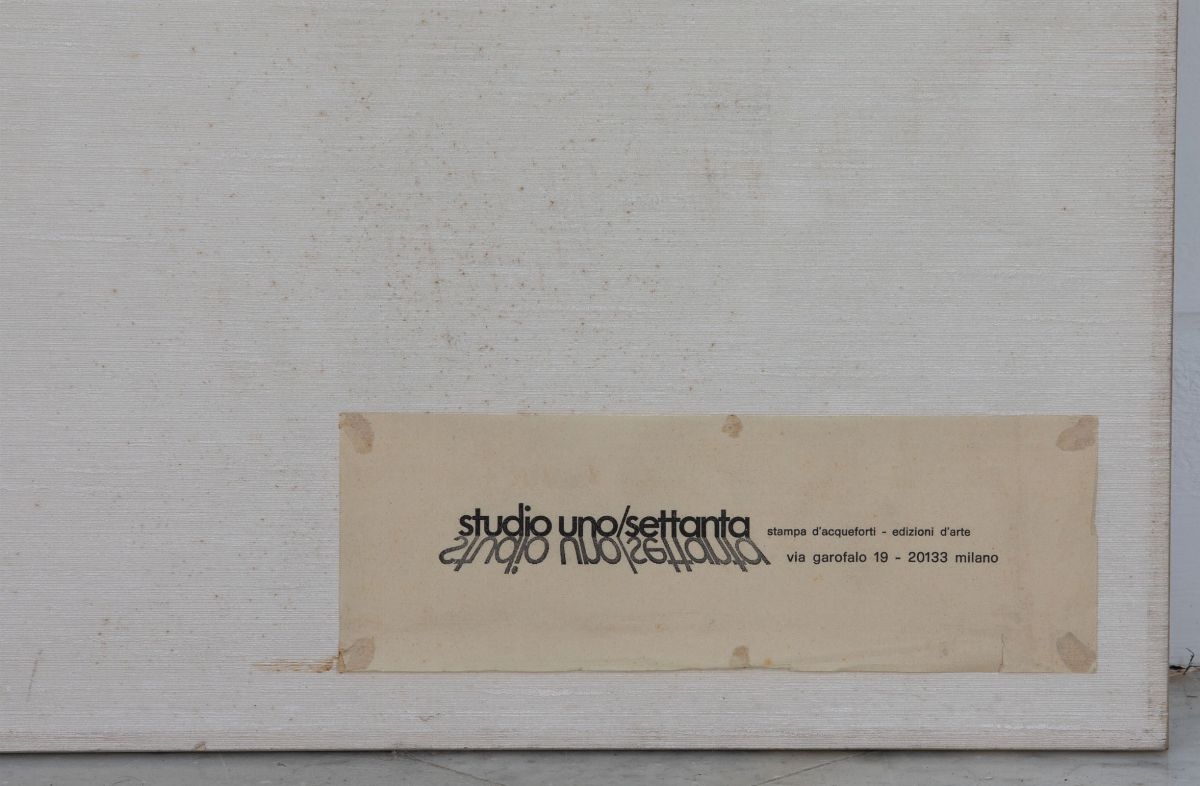 studio uno/settanta
stampa d'acqueforti - edizioni d'arte
via garofalo 19 - 20133 milano